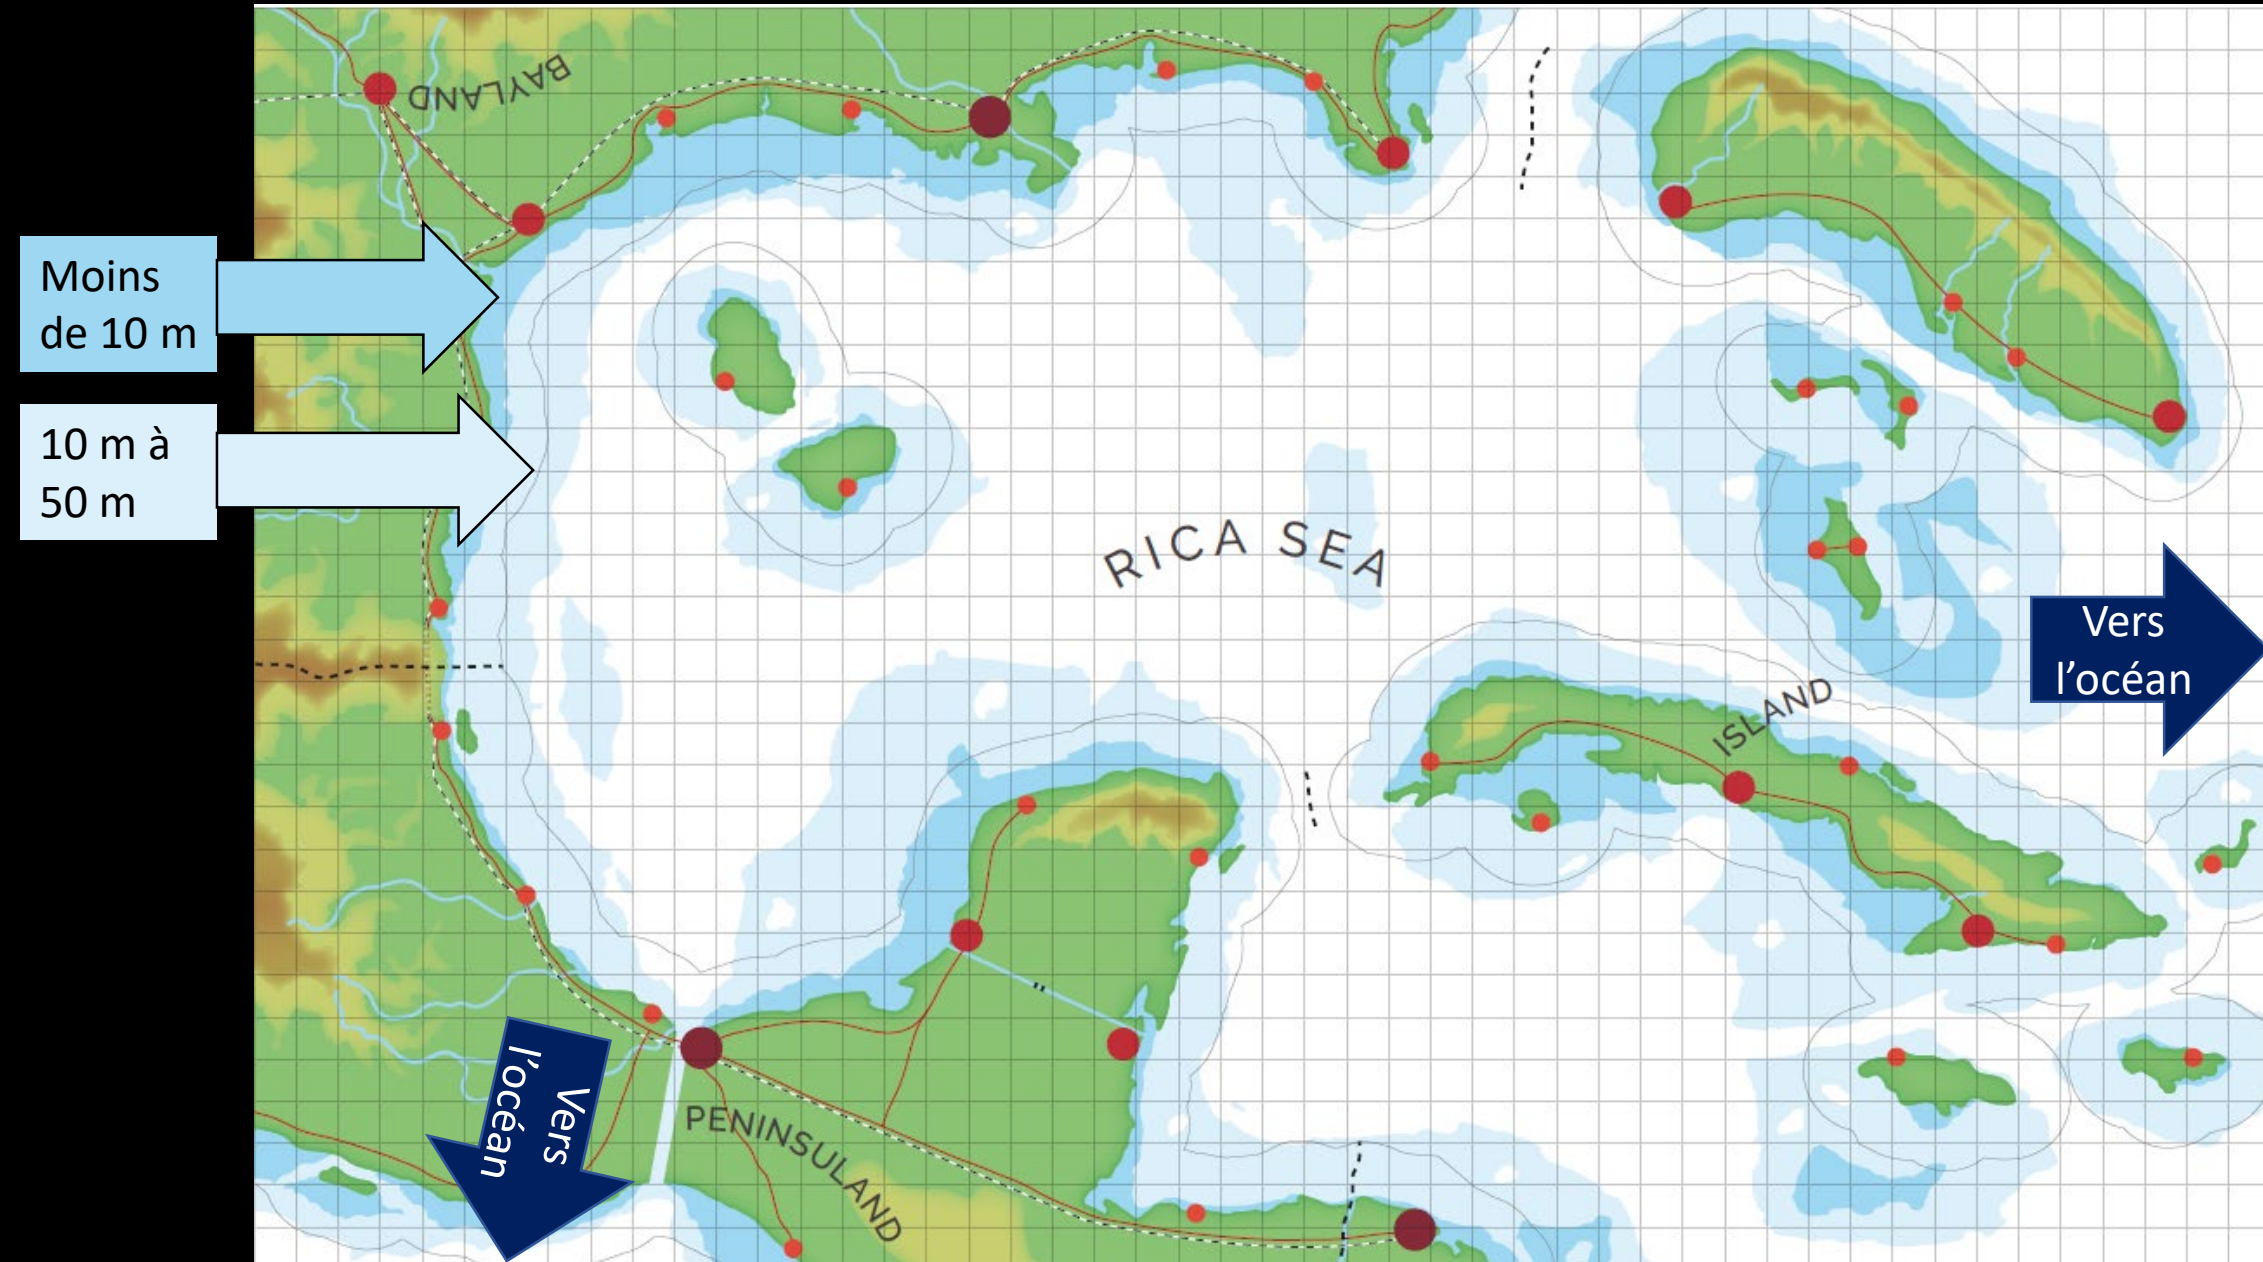 BAYLAND
Moins
de 10 m
10 m à
50 m
RICA SEA
Vers
l'océan
ISLAND
Vers
l'océan
PENINSULAND